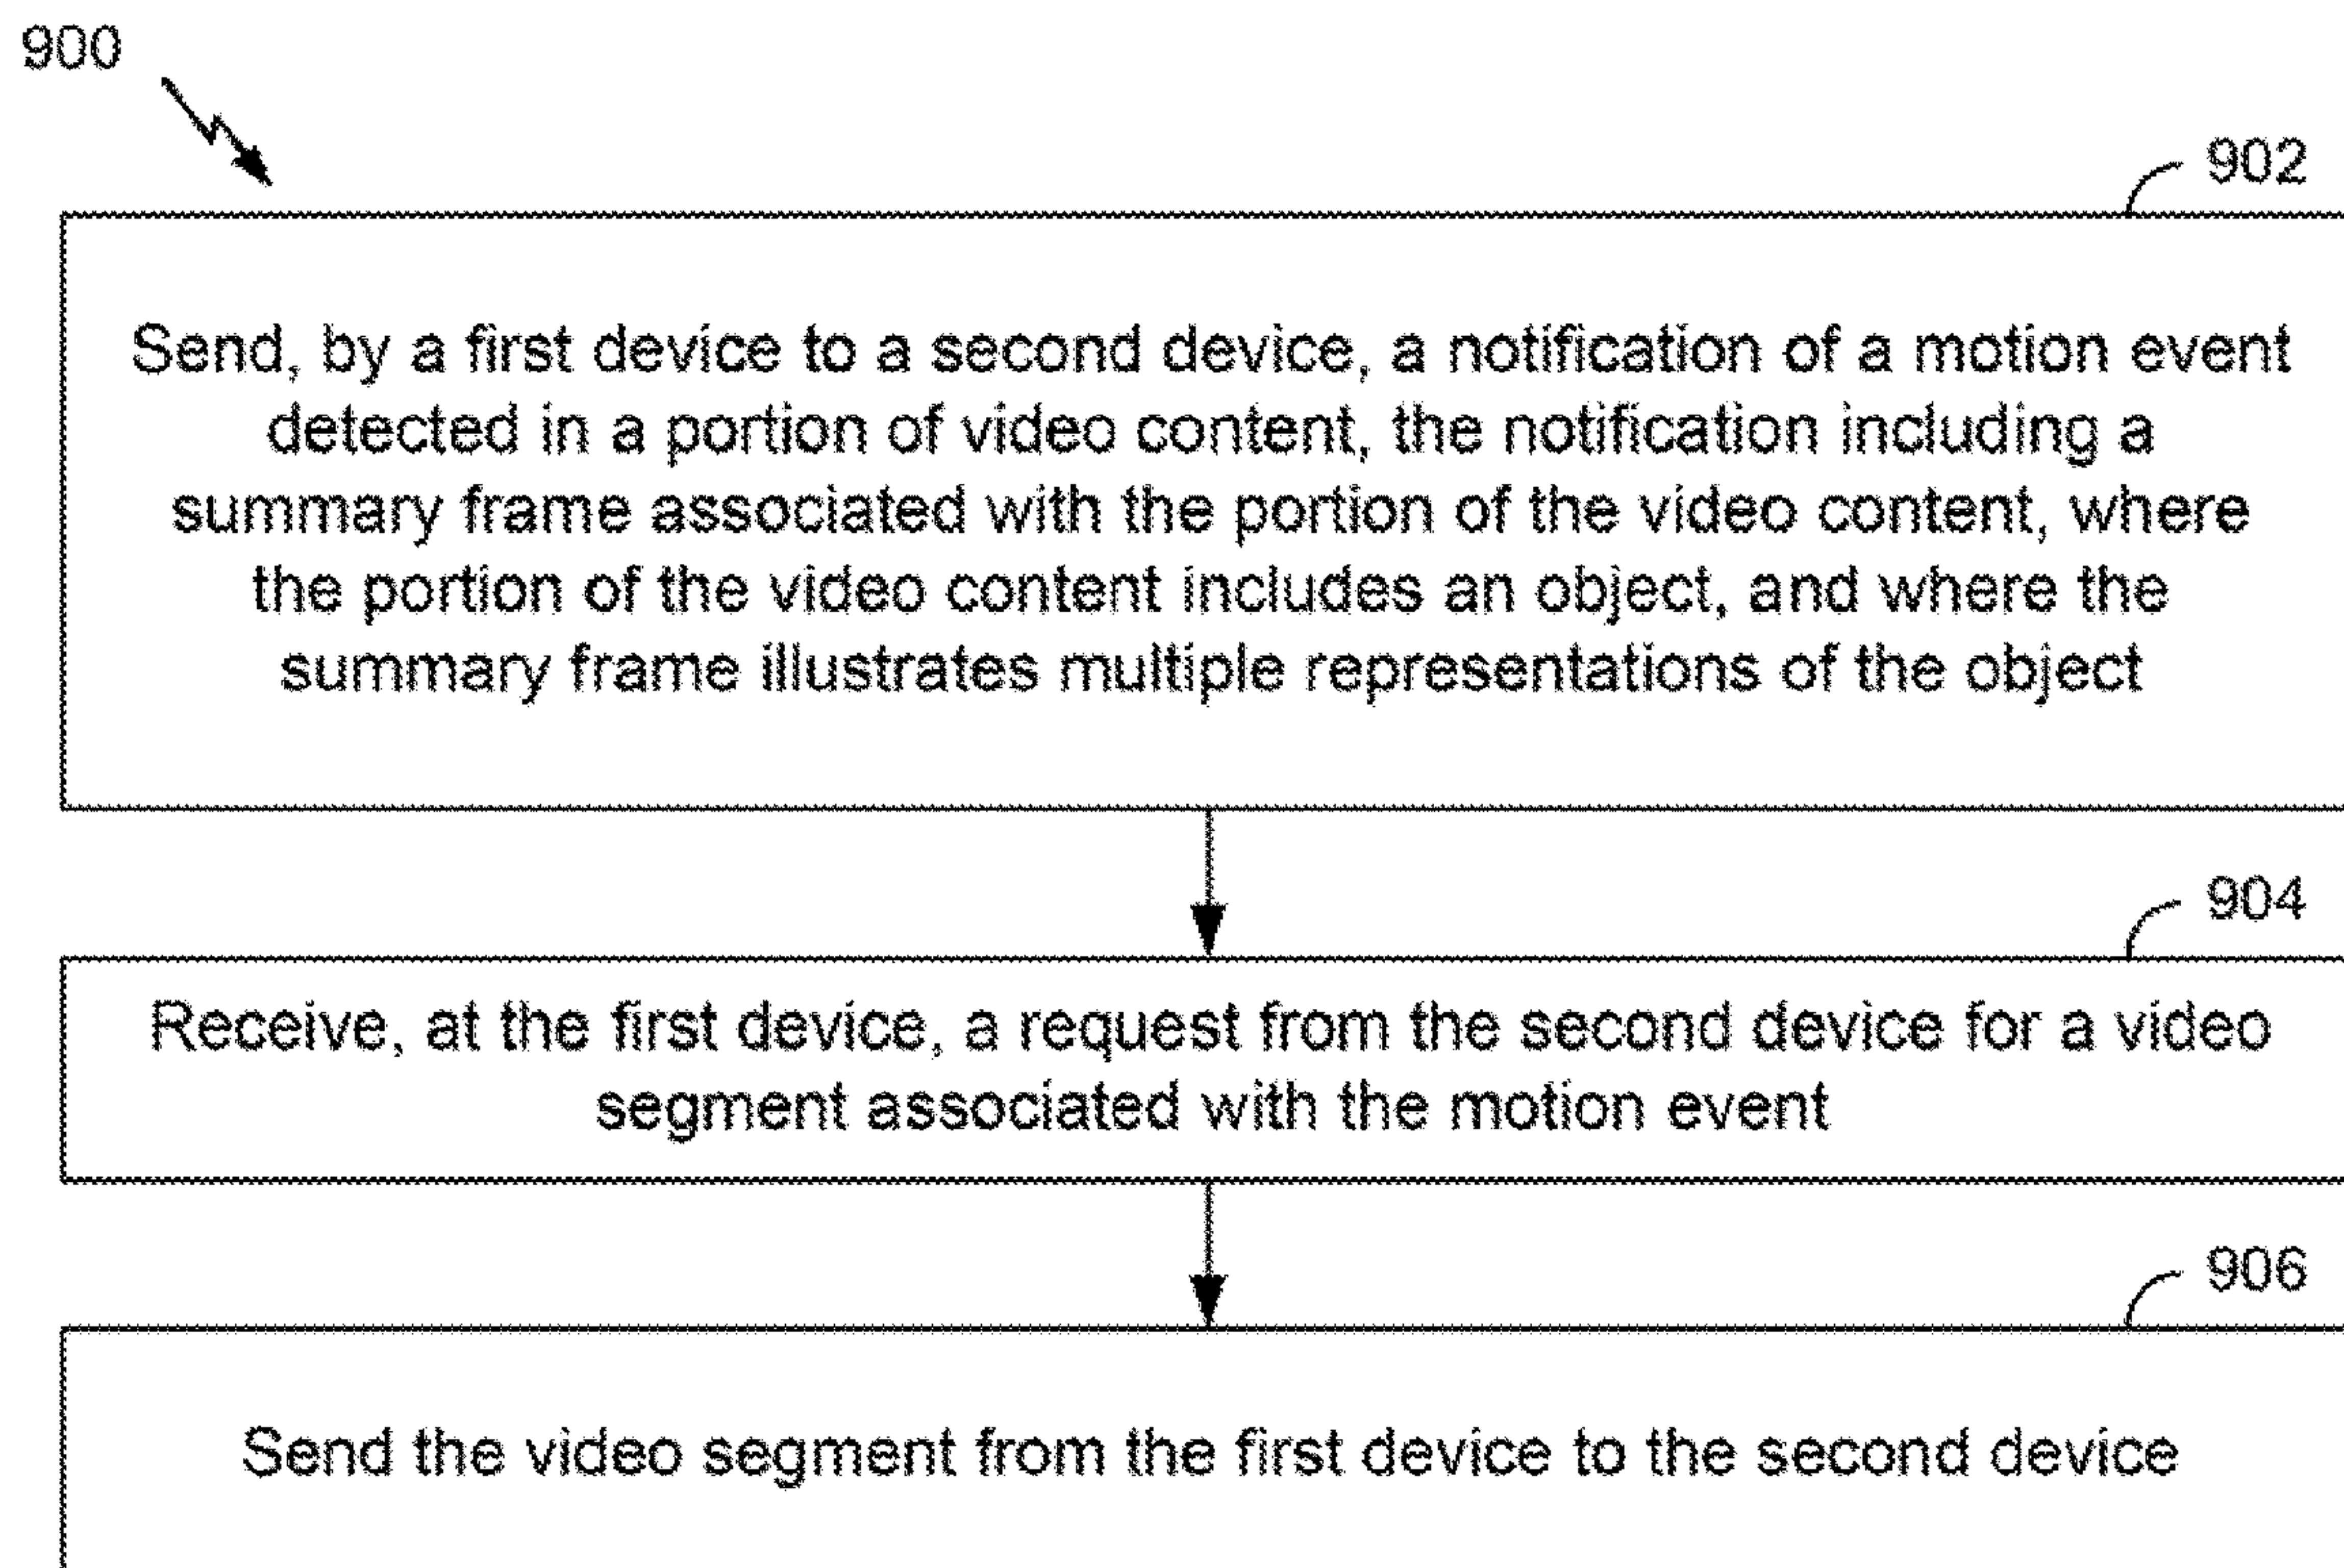 900
902
Send, by a first device to a second device, a notification of a motion event
detected in a portion of video content, the notification including a
summary frame associated with the portion of the video content, where
the portion of the video content includes an object, and where the
summary frame illustrates multiple representations of the object
904
Receive, at the first device, a request from the second device for a video
segment associated with the motion event
906
Send the video segment from the first device to the second device